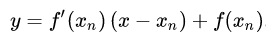 y = f′(xₙ) (x − xₙ) + f(xₙ)